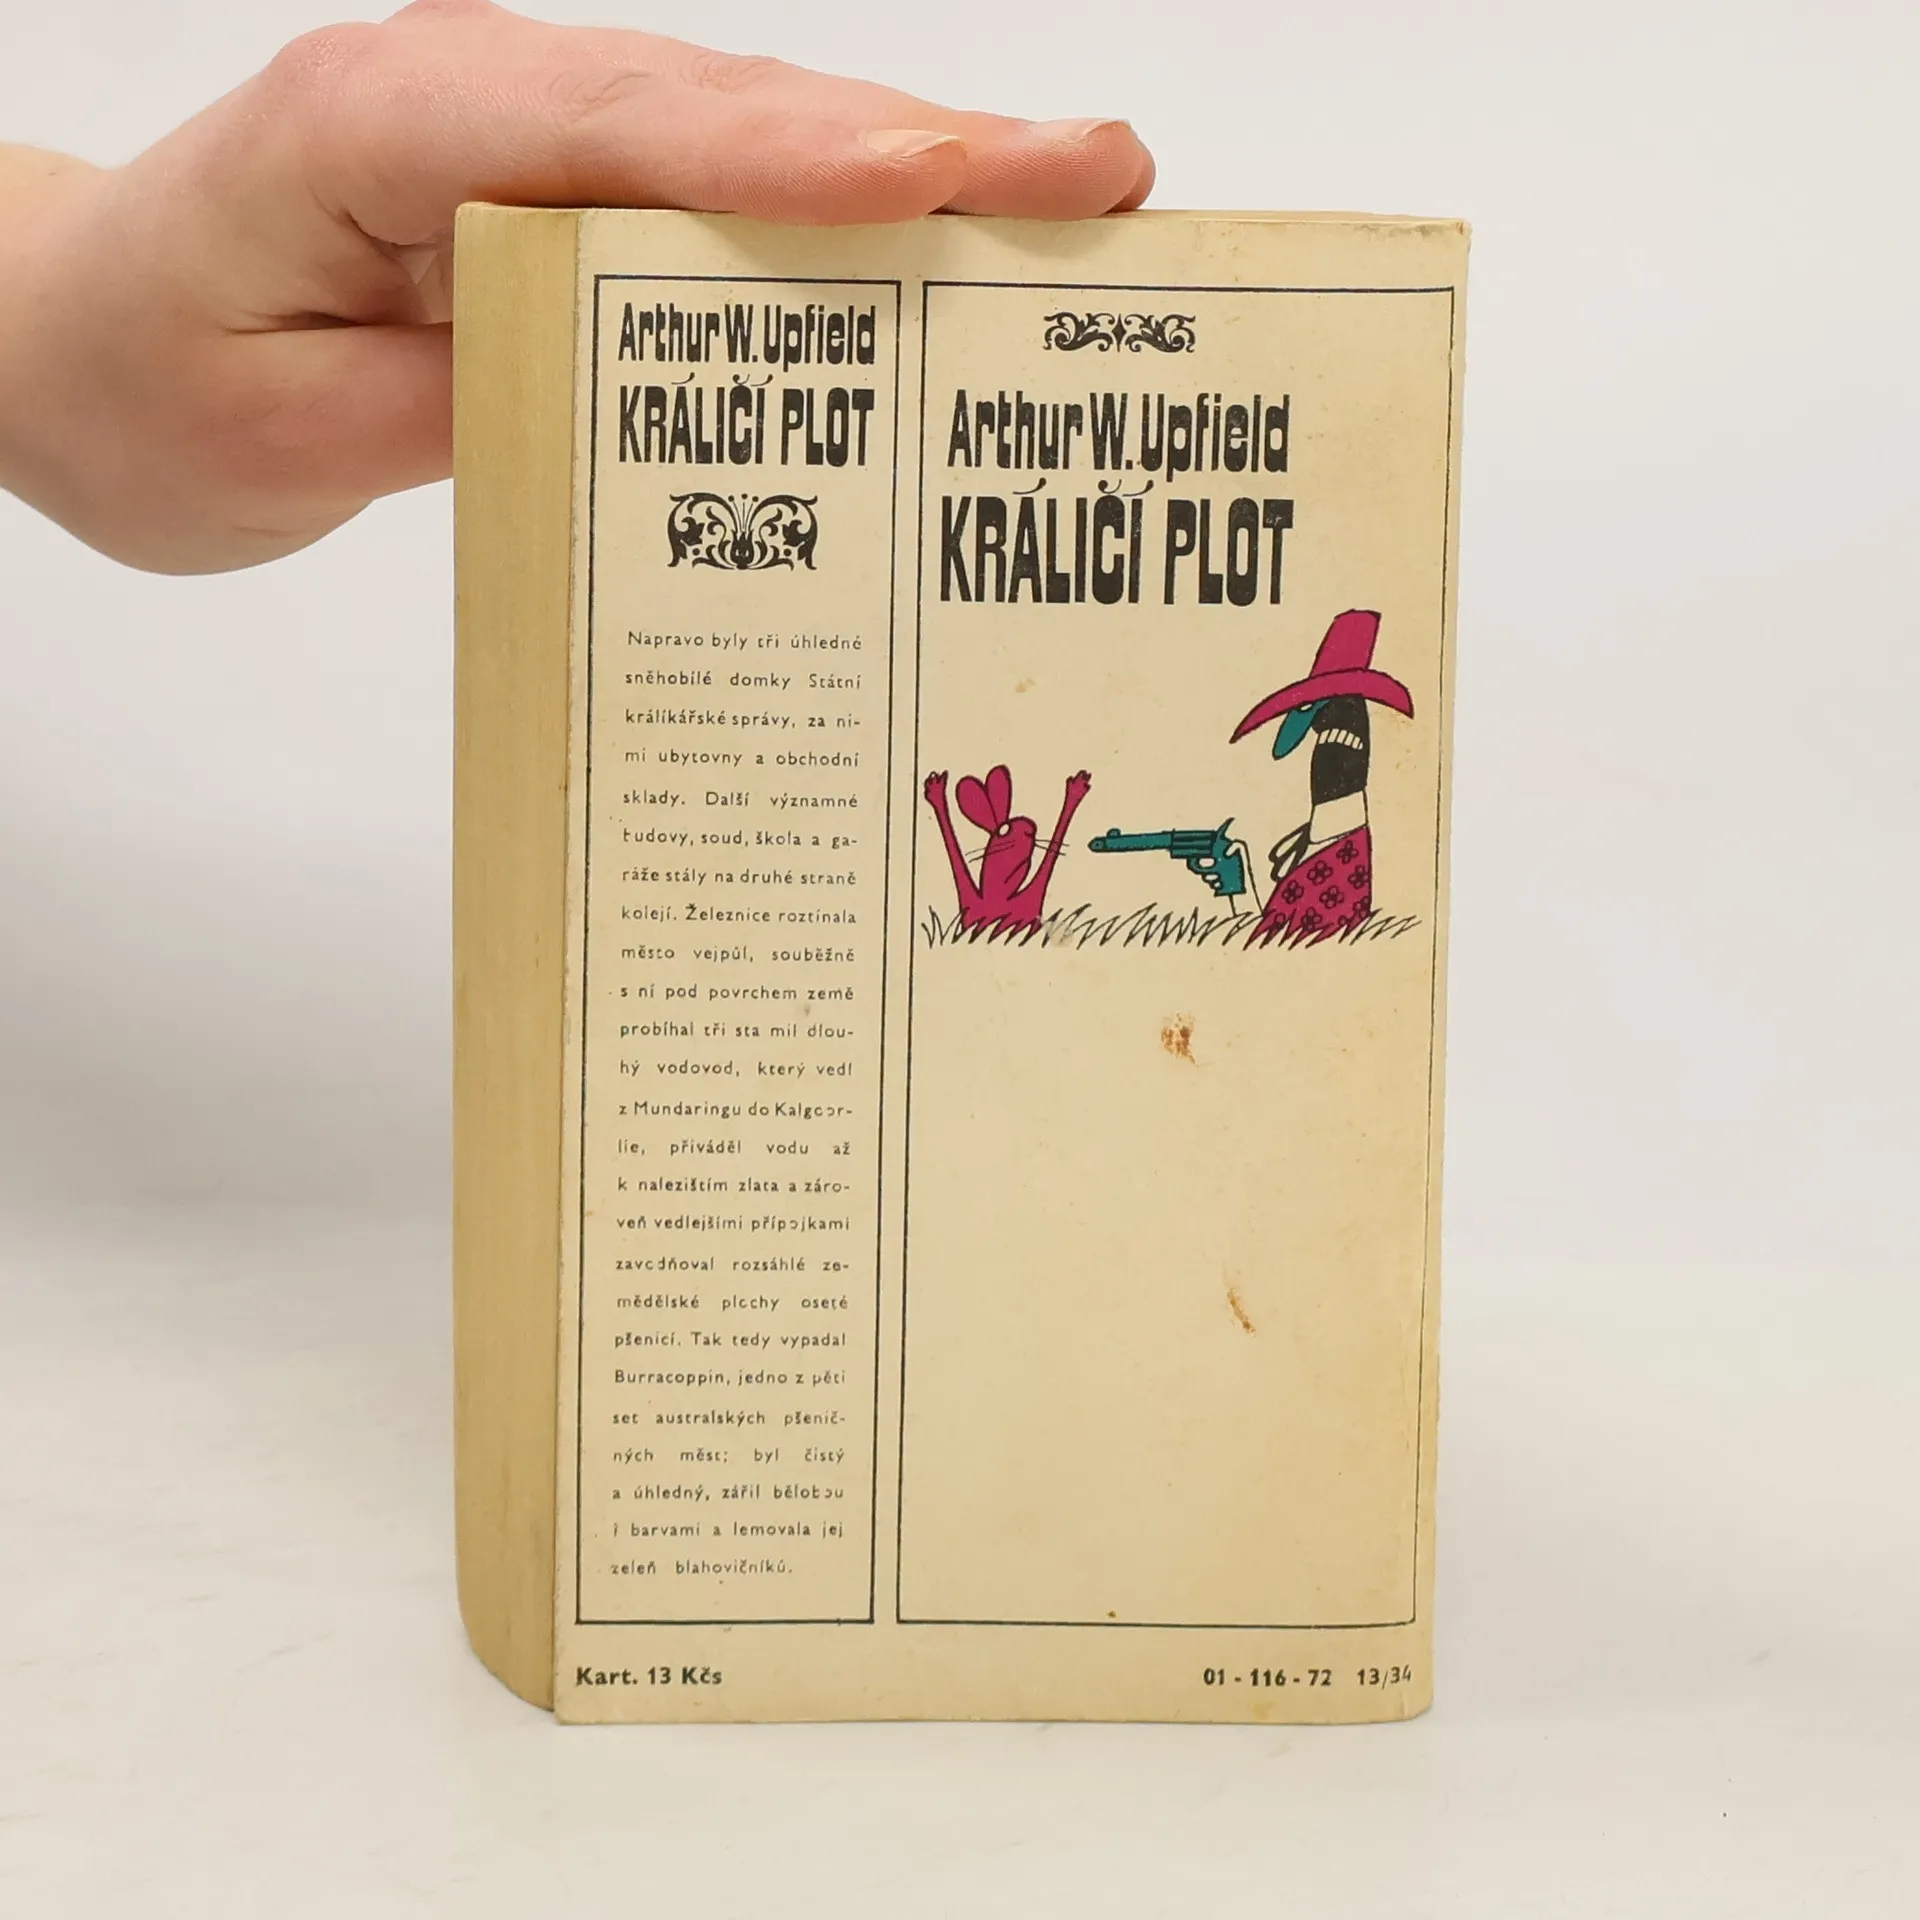 Arthur W. Upfield
KRÁLIČÍ PLOT
Napravo byly tři úhledné
sněhobílé domky Státní
králíkářské správy, za ni-
mi ubytovny a obchodní
sklady. Další významné
budovy, soud, škola a ga-
ráže stály na druhé straně
kolejí. Železnice roztínala
město vejpůl, souběžně
s ní pod povrchem země
probíhal tři sta mil dlou-
hý vodovod, který vedl
z Mundaringu do Kalgoor-
lie, přiváděl vodu až
k nalezištím zlata a záro-
veň vedlejšími přípojkami
zavodňoval rozsáhlé ze-
mědělské plochy oseté
pšenicí. Tak tedy vypadal
Burracoppin, jedno z pěti
set australských pšenič-
ných měst; byl čistý
a úhledný, zářil bělobou
i barvami a lemovala jej
zeleň blahovičníků.
Kart. 13 Kčs
Arthur W. Upfield
KRÁLIČÍ PLOT
01 - 116 - 72 13/34